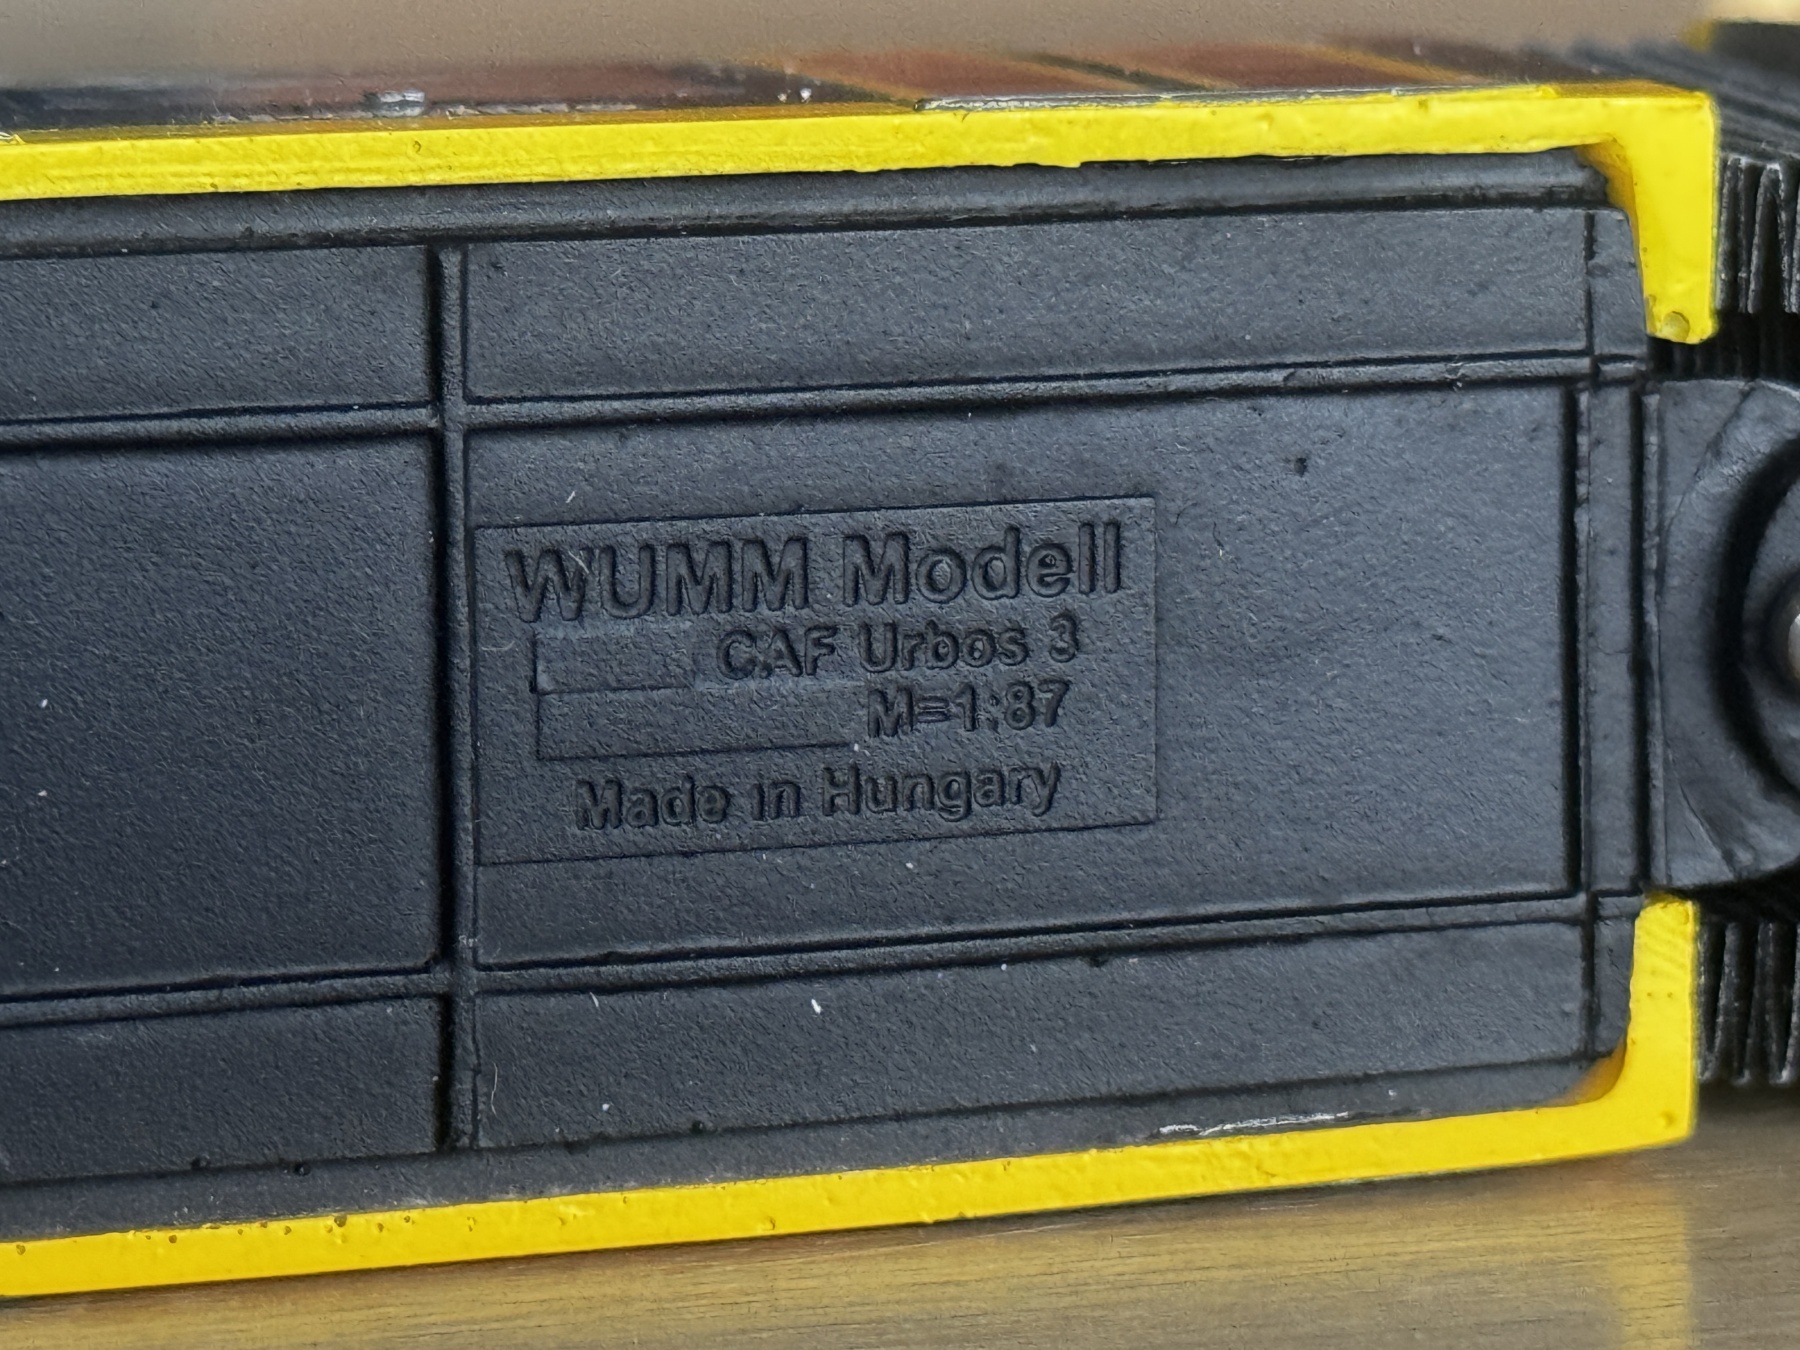 WUMM Modell
CAF Urbos 3
M=1:87
Made in Hungary